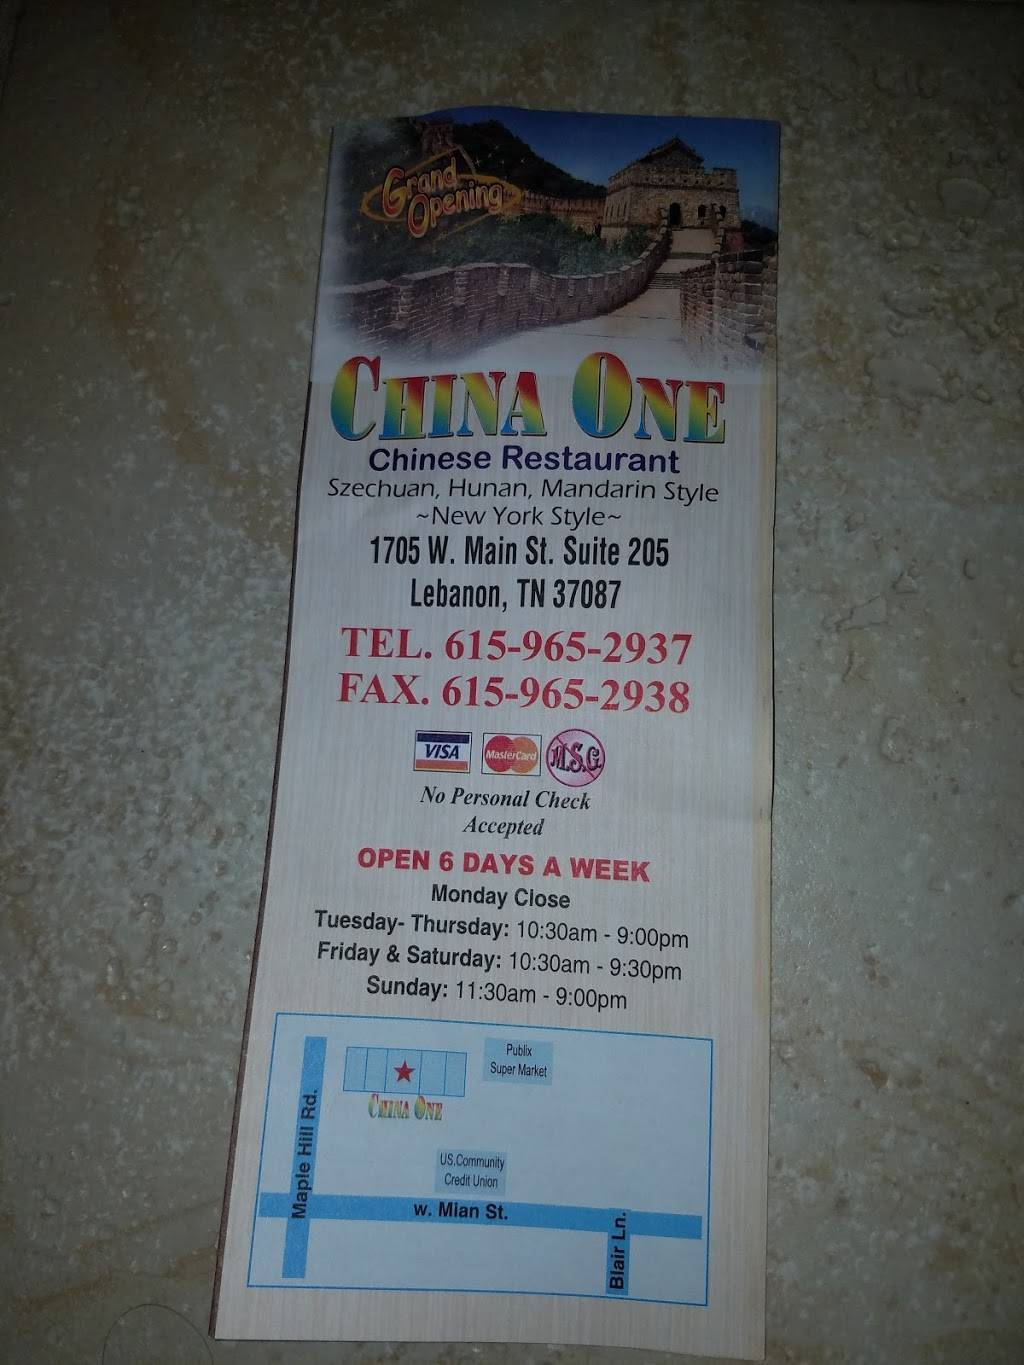 Grand
Opening
CHINA ONE
Chinese Restaurant
Szechuan, Hunan, Mandarin Style
~New York Style~
1705 W. Main St. Suite 205
Lebanon, TN 37087
TEL. 615-965-2937
FAX. 615-965-2938
VISA MasterCard M.S.G.
No Personal Check
Accepted
OPEN 6 DAYS A WEEK
Monday Close
Tuesday- Thursday: 10:30am - 9:00pm
Friday & Saturday: 10:30am - 9:30pm
Sunday: 11:30am - 9:00pm
Publix
Super Market
CHINA ONE
Maple Hill Rd.
US.Community
Credit Union
w. Mian St.
Blair Ln.